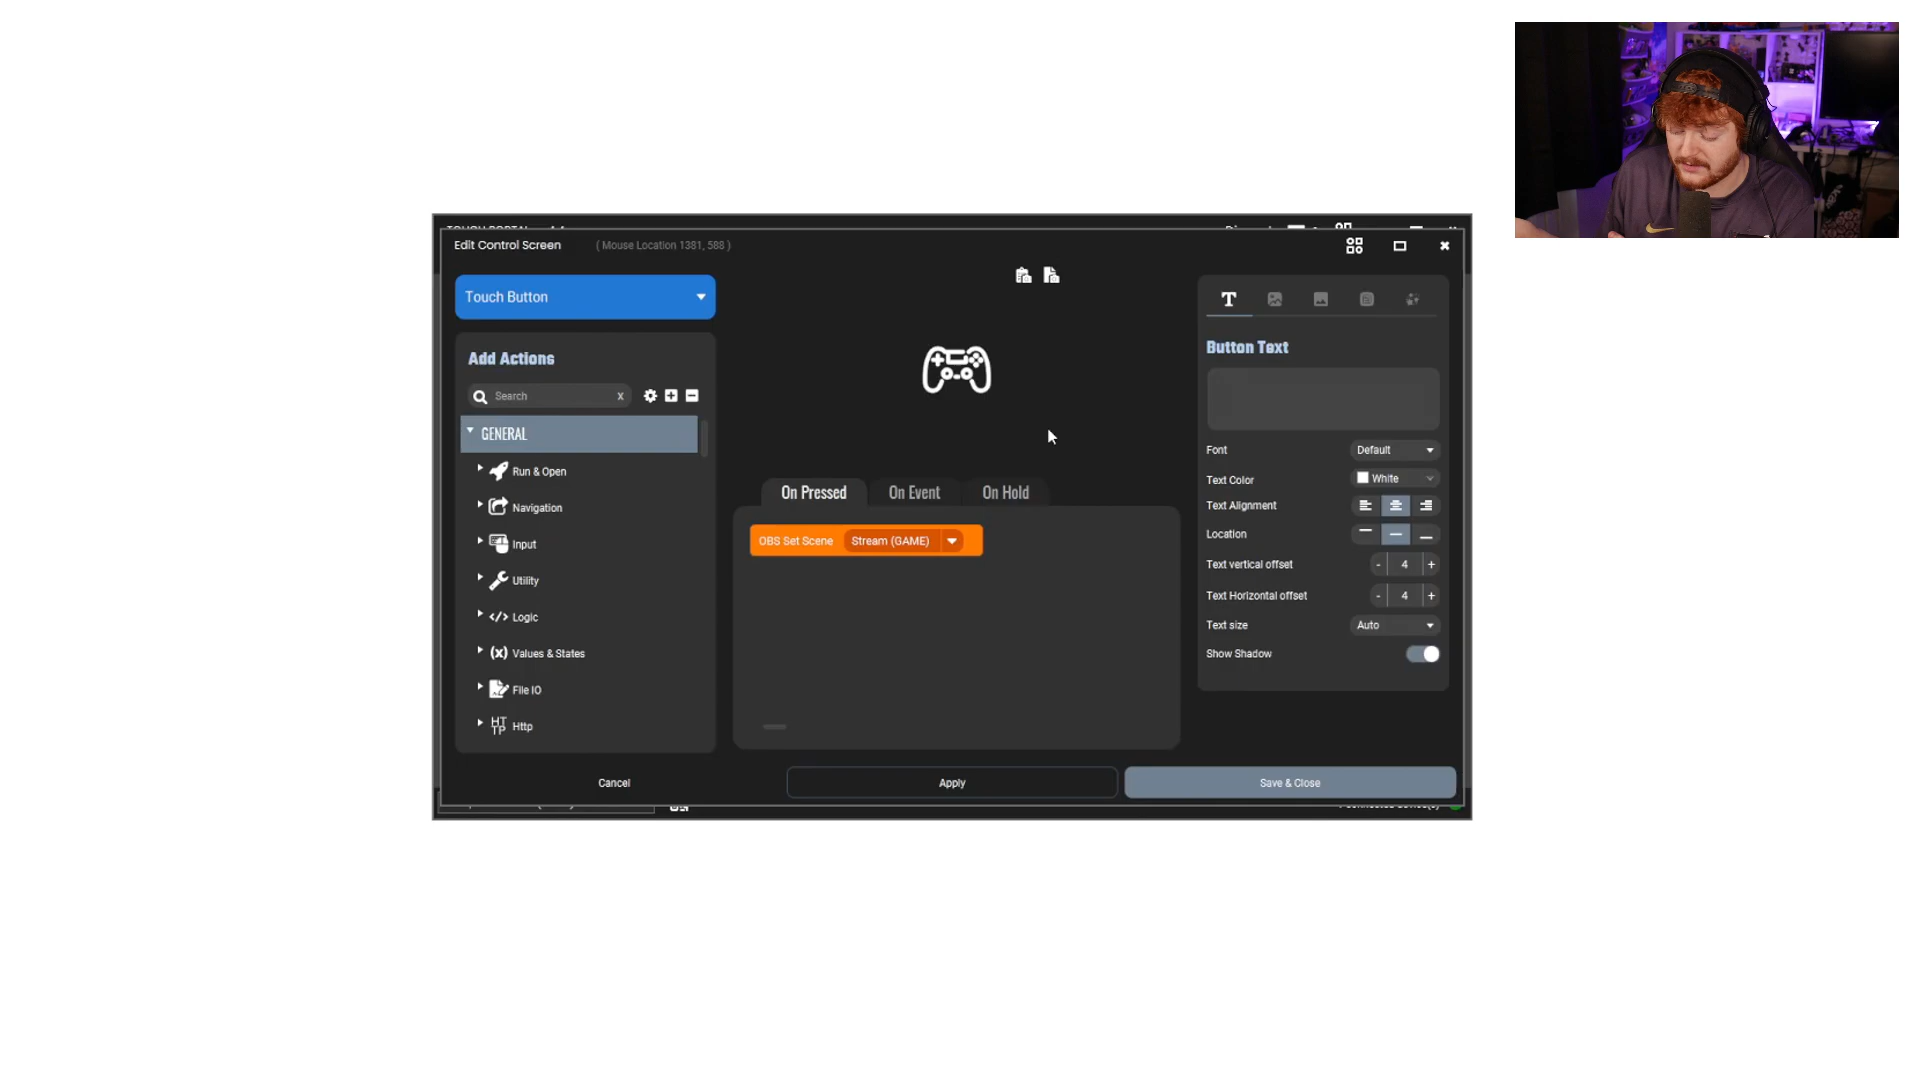 Edit Control Screen
( Mouse Location 1381, 588 )
Touch Button
Add Actions
Search
x
GENERAL
Run & Open
Navigation
Input
Utility
Logic
Values & States
File IO
HT
TP
Http
On Pressed
On Event
On Hold
OBS Set Scene
Stream (GAME)
T
Button Text
Font
Default
Text Color
White
Text Alignment
Location
Text vertical offset
- 4 +
Text Horizontal offset
- 4 +
Text size
Auto
Show Shadow
Cancel
Apply
Save & Close